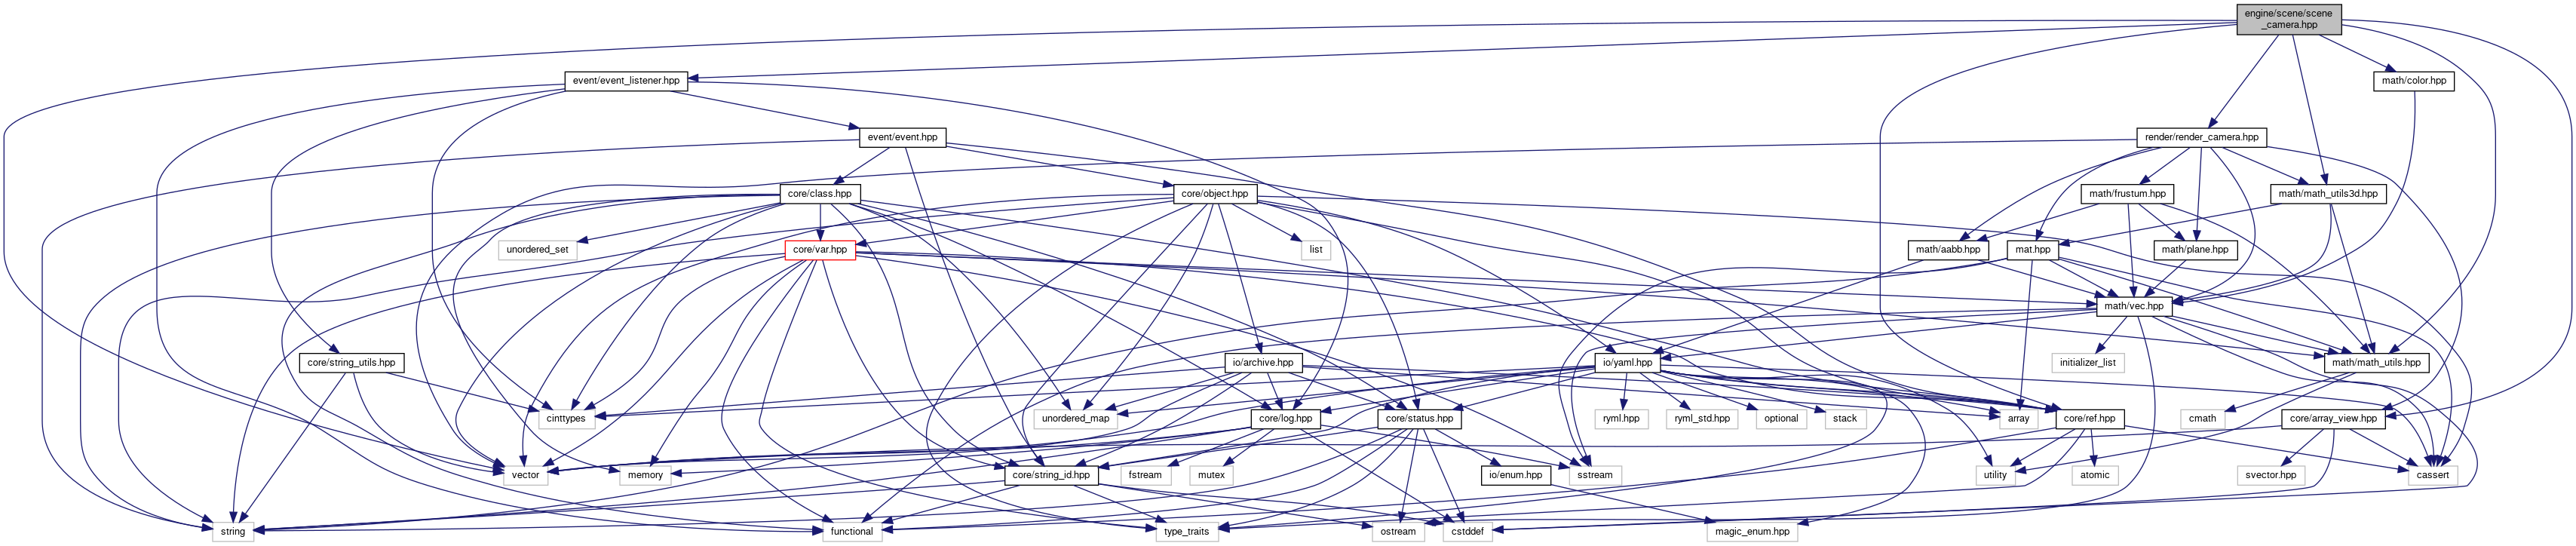 engine/scene/scene
_camera.hpp
event/event_listener.hpp
math/color.hpp
event/event.hpp
render/render_camera.hpp
core/class.hpp
core/object.hpp
math/frustum.hpp
math/math_utils3d.hpp
unordered_set
core/var.hpp
list
math/aabb.hpp
mat.hpp
math/plane.hpp
math/vec.hpp
core/string_utils.hpp
io/archive.hpp
io/yaml.hpp
initializer_list
math/math_utils.hpp
cinttypes
unordered_map
core/log.hpp
core/status.hpp
ryml.hpp
ryml_std.hpp
optional
stack
array
core/ref.hpp
cmath
core/array_view.hpp
vector
memory
core/string_id.hpp
fstream
mutex
io/enum.hpp
sstream
utility
atomic
svector.hpp
cassert
string
functional
type_traits
ostream
cstddef
magic_enum.hpp